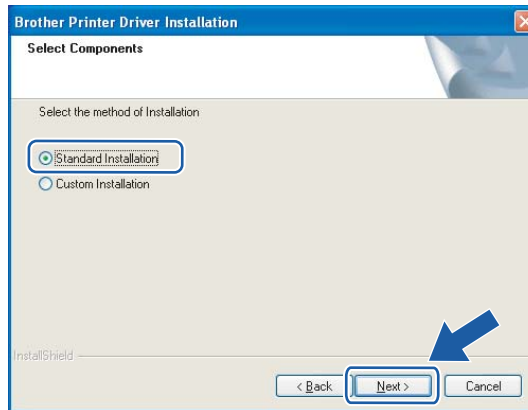 Brother Printer Driver Installation
Select Components
Select the method of Installation
Standard Installation
Custom Installation
InstallShield
< Back Next > Cancel